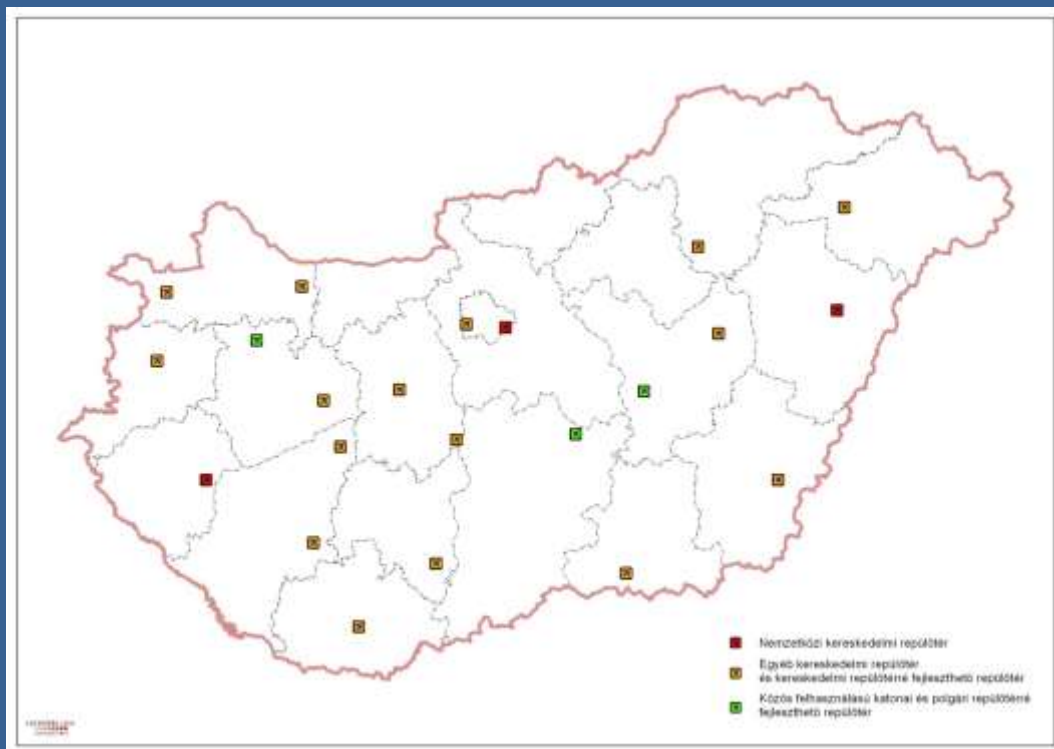 Nemzetközi kereskedelmi repülőtér
Egyéb kereskedelmi repülőtér
és kereskedelmi repülőtérré fejleszthető repülőtér
Közös felhasználású katonai és polgári repülőtérré
fejleszthető repülőtér